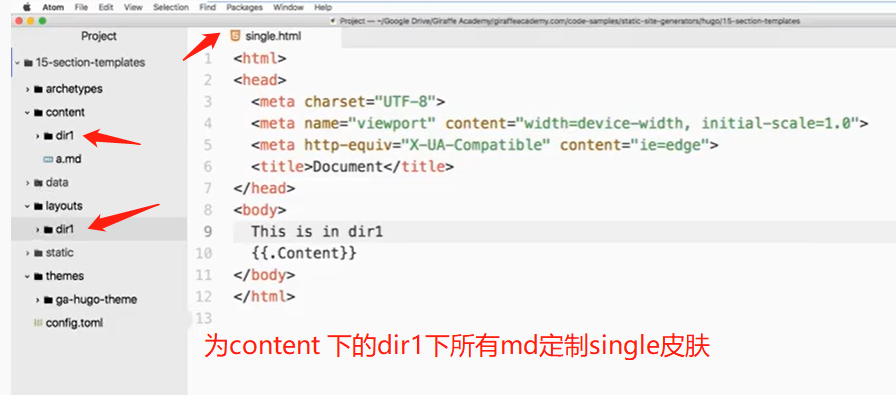 Atom File Edit View Selection Find Packages Window Help
Project — ~/Google Drive/Giraffe Academy/giraffeacademy.com/code-samples/static-site-generators/hugo/15-section-templates
Project
single.html
15-section-templates
archetypes
content
dir1
a.md
data
layouts
dir1
static
themes
ga-hugo-theme
config.toml
1 <html>
2 <head>
3 <meta charset="UTF-8">
4 <meta name="viewport" content="width=device-width, initial-scale=1.0">
5 <meta http-equiv="X-UA-Compatible" content="ie=edge">
6 <title>Document</title>
7 </head>
8 <body>
9 This is in dir1
10 {{.Content}}
11 </body>
12 </html>
13
为content 下的dir1下所有md定制single皮肤